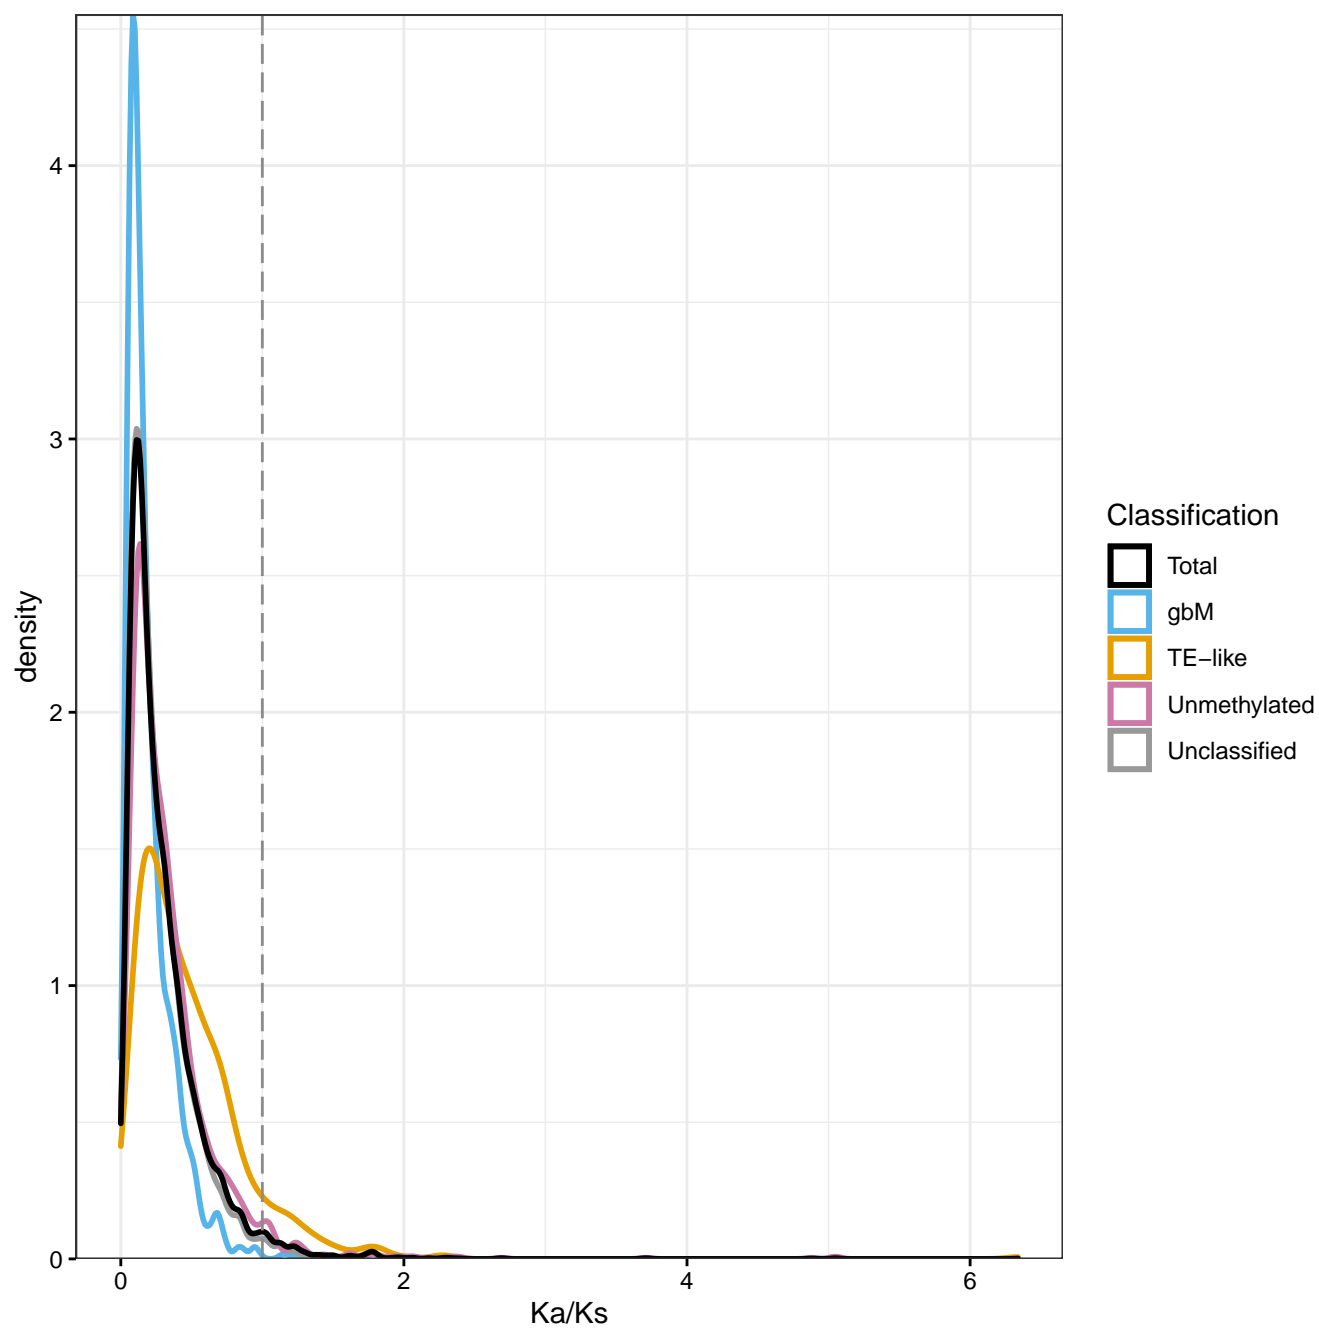 4
3
2
1
0
density
0
2
4
6
Ka/Ks
Classification
Total
gbM
TE−like
Unmethylated
Unclassified